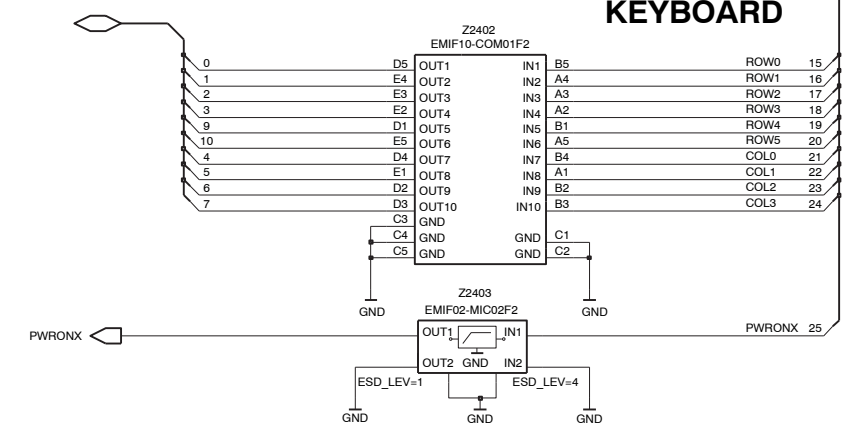 KEYBOARD
Z2402
EMIF10-COM01F2
0 D5 OUT1 IN1 B5 ROW0 15
1 E4 OUT2 IN2 A4 ROW1 16
2 E3 OUT3 IN3 A3 ROW2 17
3 E2 OUT4 IN4 A2 ROW3 18
9 D1 OUT5 IN5 B1 ROW4 19
10 E5 OUT6 IN6 A5 ROW5 20
4 D4 OUT7 IN7 B4 COL0 21
5 E1 OUT8 IN8 A1 COL1 22
6 D2 OUT9 IN9 B2 COL2 23
7 D3 OUT10 IN10 B3 COL3 24
C3 GND
C4 GND GND C1
C5 GND GND C2
GND GND
Z2403
EMIF02-MIC02F2
PWRONX OUT1 IN1 PWRONX 25
OUT2 GND IN2
ESD_LEV=1 ESD_LEV=4
GND GND GND